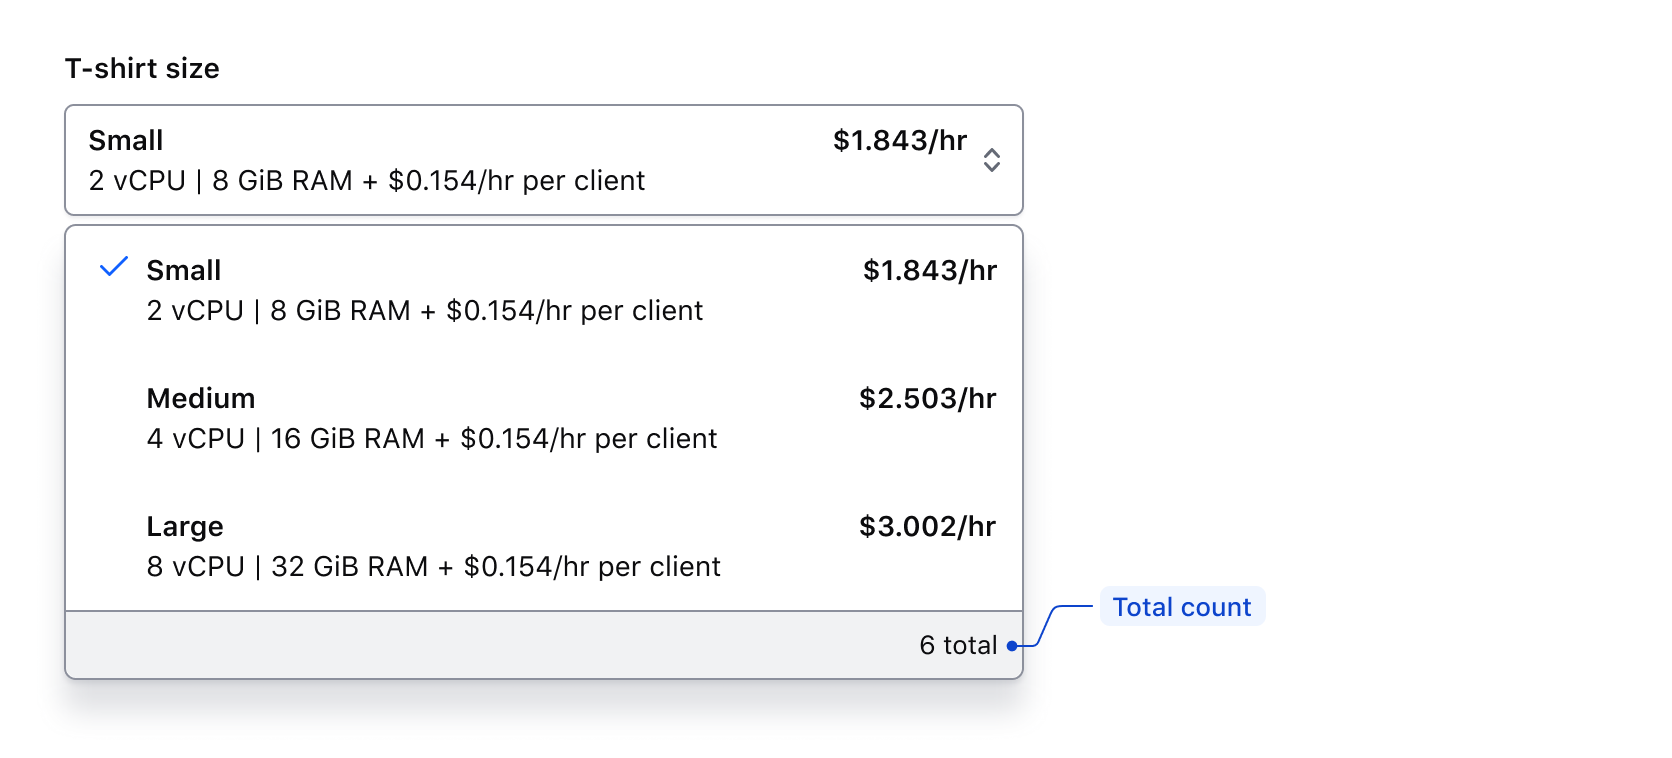 T-shirt size
Small $1.843/hr
2 vCPU | 8 GiB RAM + $0.154/hr per client
Small $1.843/hr
2 vCPU | 8 GiB RAM + $0.154/hr per client
Medium $2.503/hr
4 vCPU | 16 GiB RAM + $0.154/hr per client
Large $3.002/hr
8 vCPU | 32 GiB RAM + $0.154/hr per client
Total count
6 total